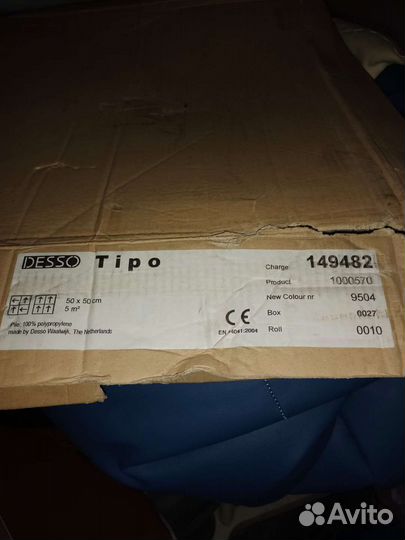 DESSO Tipo
Charge 149482
Product 1000570
New Colour nr 9504
Box 0027
Roll 0010
50 x 50 cm
5 m²
Pile: 100% polypropylene
made by Desso Waalwijk, The Netherlands
CE
EN 14041:2004
Avito